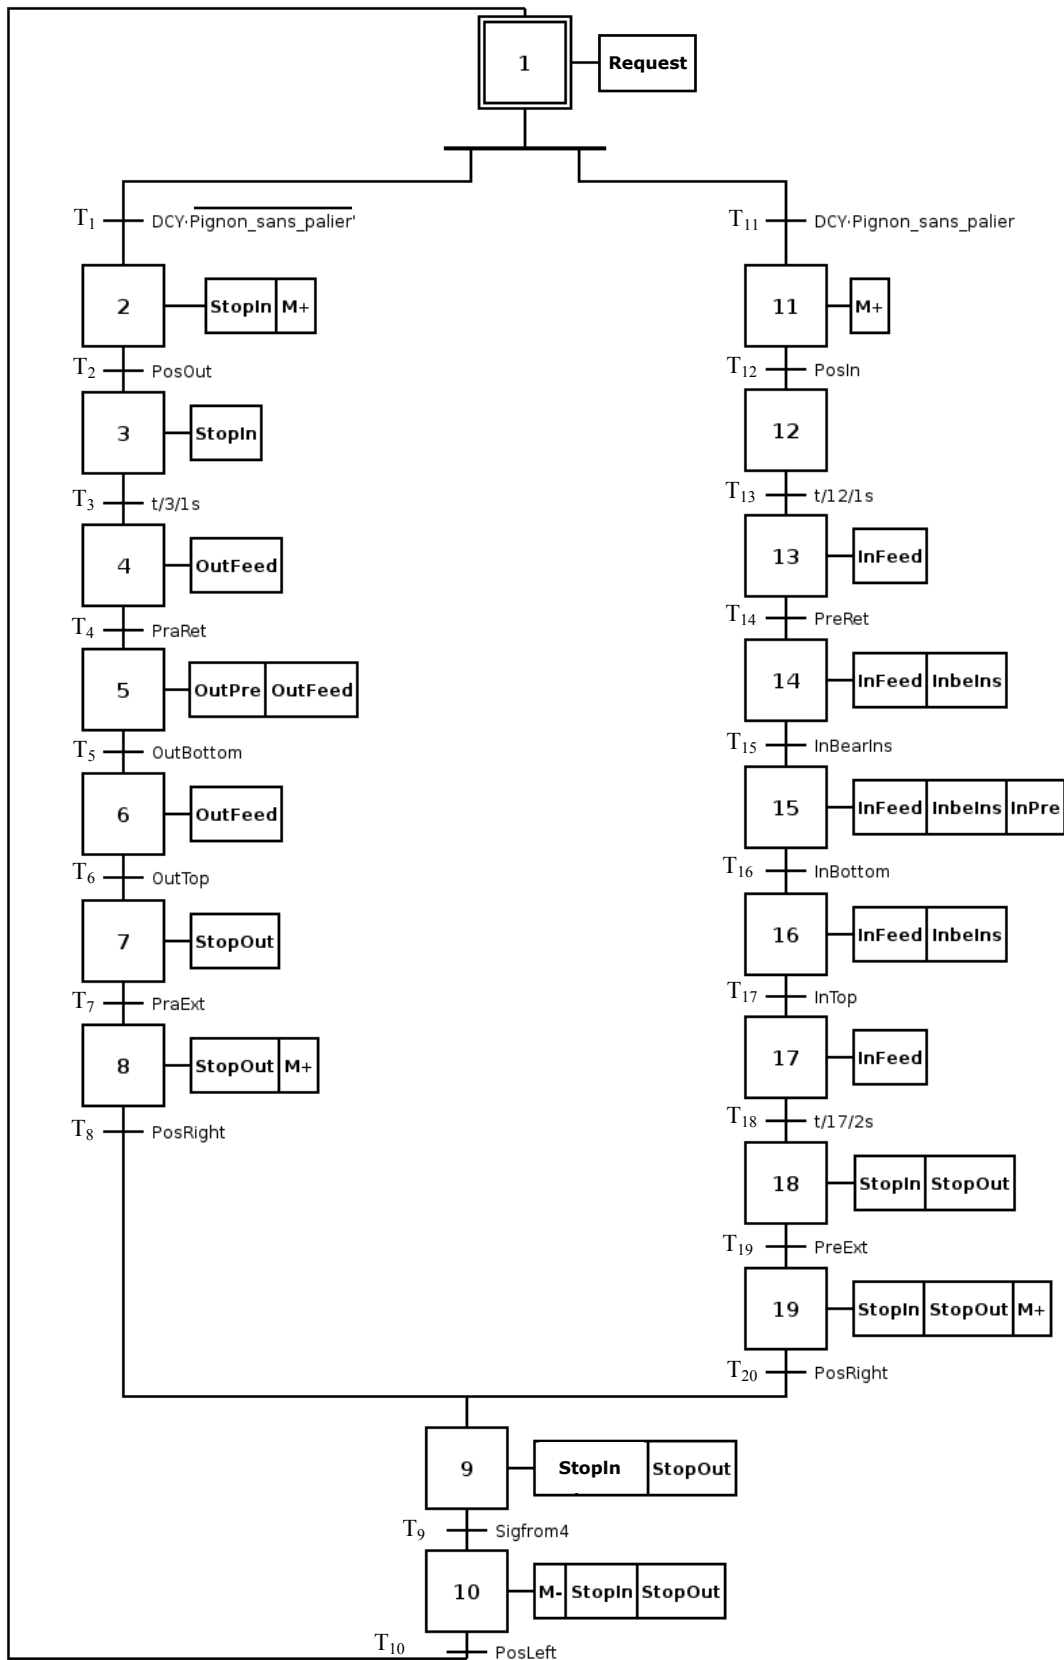 1 Request
T1 DCY·Pignon_sans_palier'
2 StopIn M+
T2 PosOut
3 StopIn
T3 t/3/1s
4 OutFeed
T4 PraRet
5 OutPre OutFeed
T5 OutBottom
6 OutFeed
T6 OutTop
7 StopOut
T7 PraExt
8 StopOut M+
T8 PosRight
T11 DCY·Pignon_sans_palier
11 M+
T12 PosIn
12
T13 t/12/1s
13 InFeed
T14 PreRet
14 InFeed InbeIns
T15 InBearIns
15 InFeed InbeIns InPre
T16 InBottom
16 InFeed InbeIns
T17 InTop
17 InFeed
T18 t/17/2s
18 StopIn StopOut
T19 PreExt
19 StopIn StopOut M+
T20 PosRight
9 StopIn StopOut
T9 Sigfrom4
10 M- StopIn StopOut
T10 PosLeft